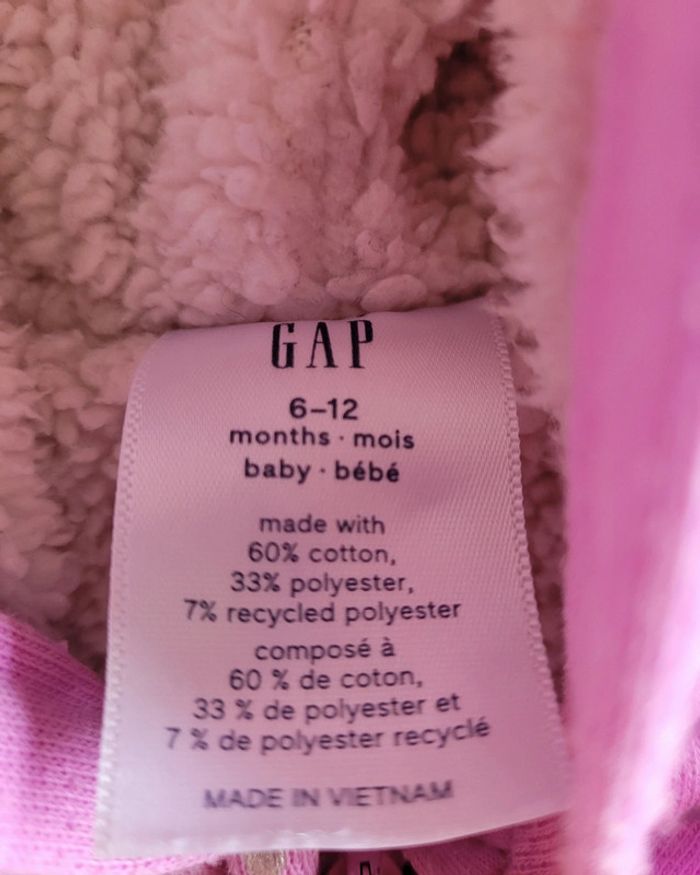 GAP
6–12
months · mois
baby · bébé
made with
60% cotton,
33% polyester,
7% recycled polyester
composé à
60 % de coton,
33 % de polyester et
7 % de polyester recyclé
MADE IN VIETNAM